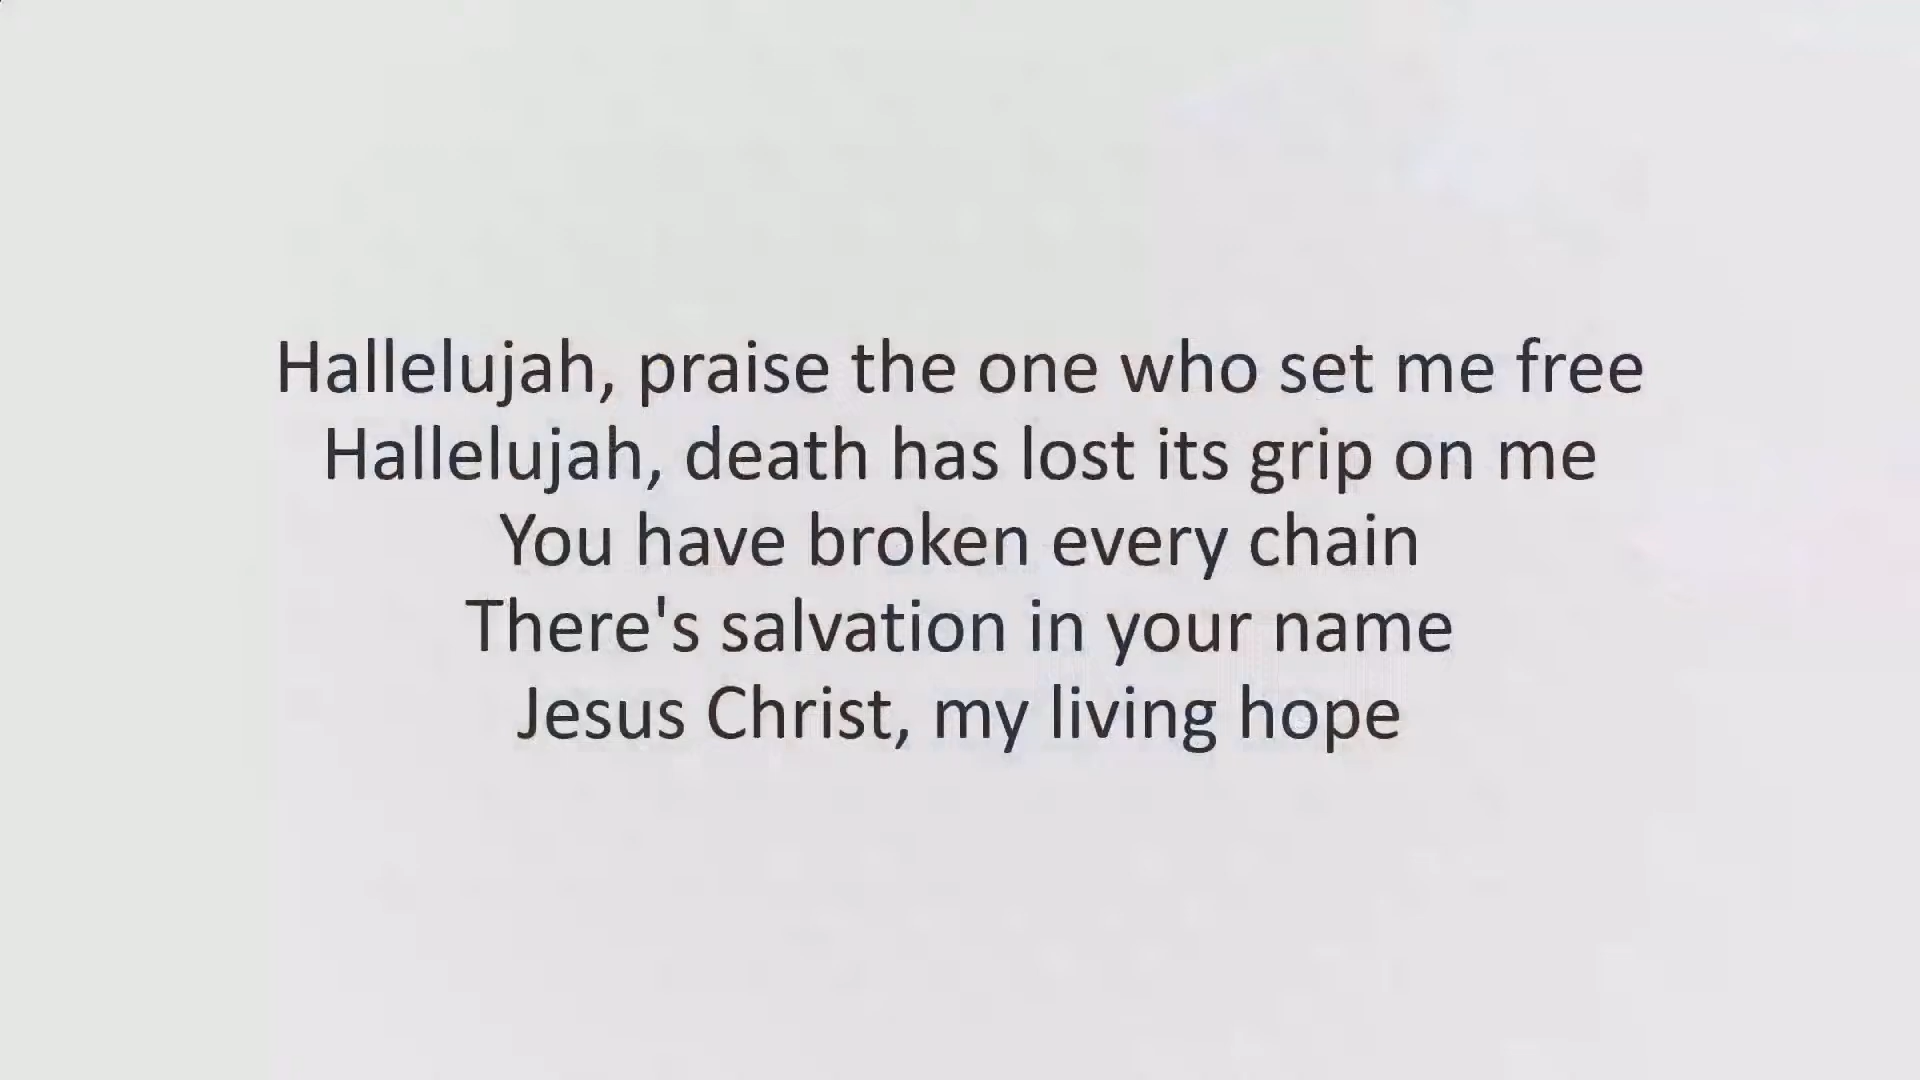 Hallelujah, praise the one who set me free
Hallelujah, death has lost its grip on me
You have broken every chain
There's salvation in your name
Jesus Christ, my living hope